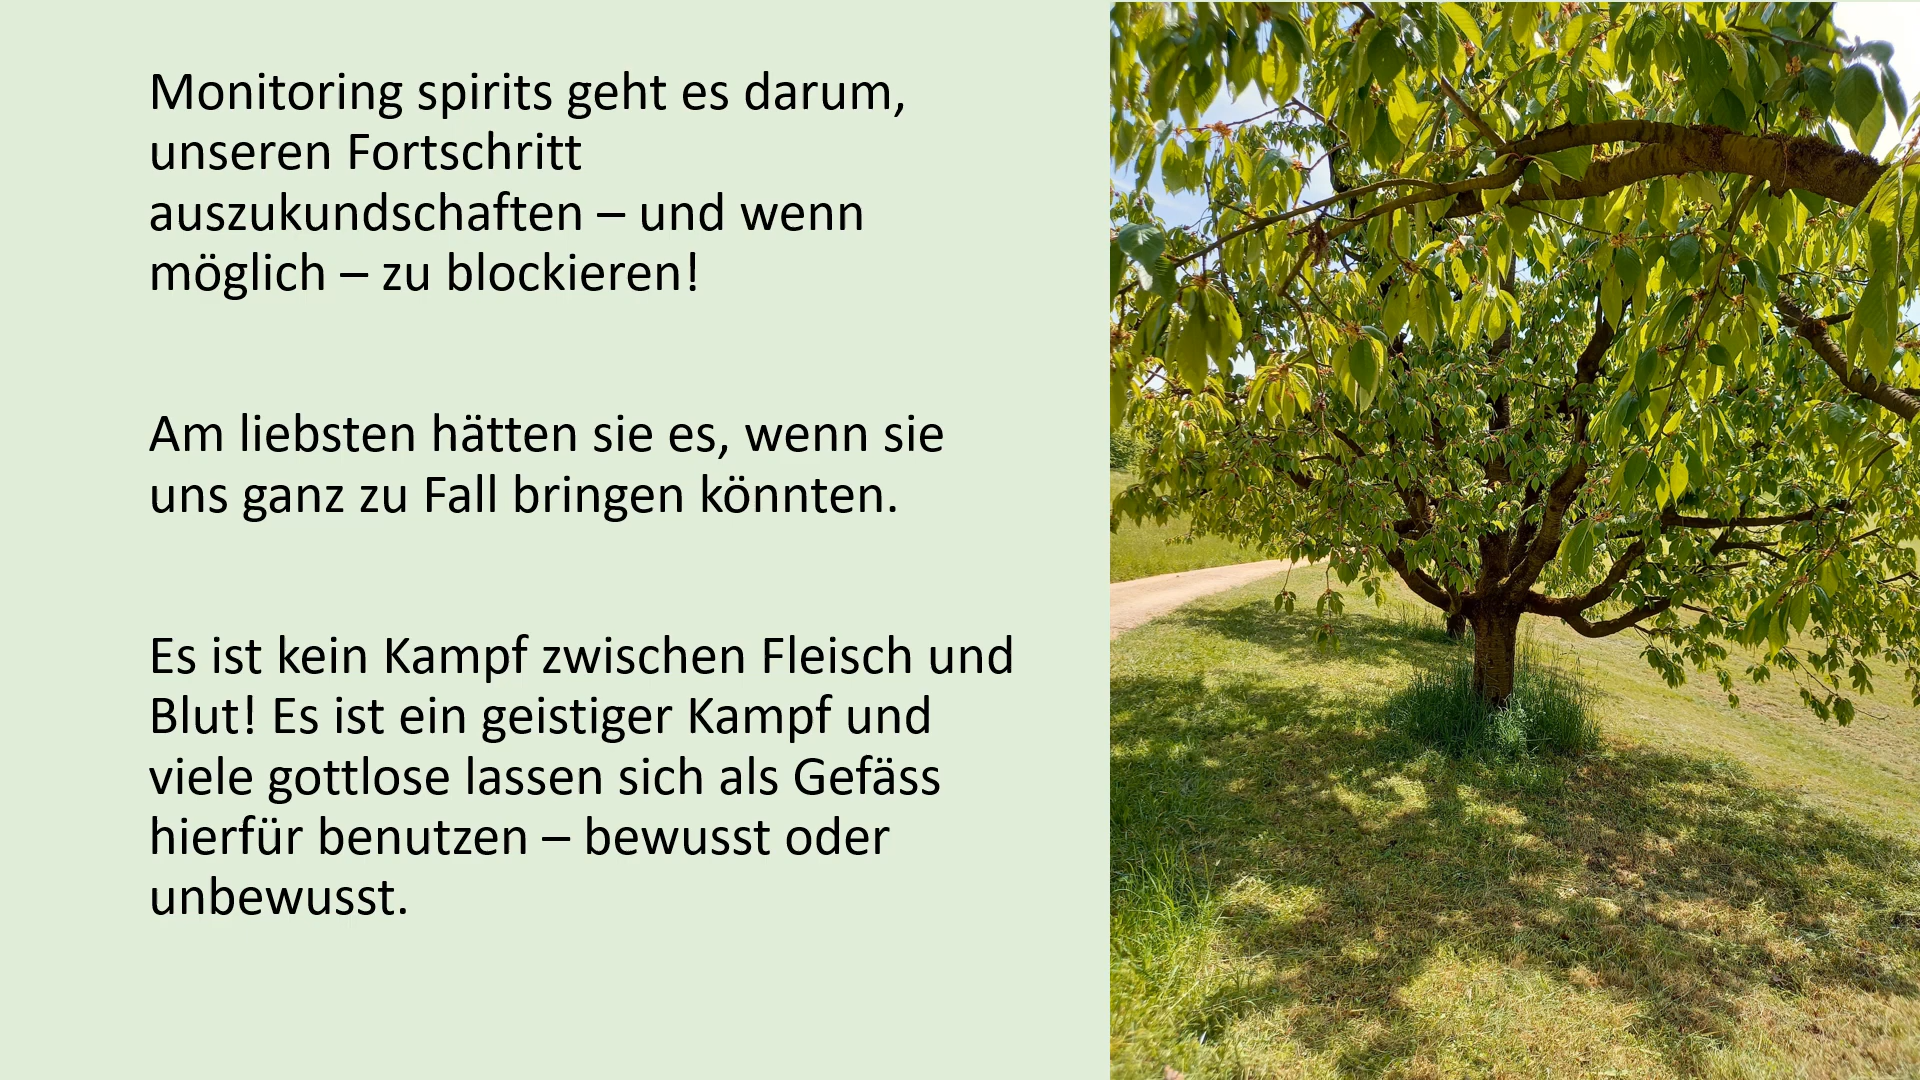 Monitoring spirits geht es darum,
unseren Fortschritt
auszukundschaften – und wenn
möglich – zu blockieren!
Am liebsten hätten sie es, wenn sie
uns ganz zu Fall bringen könnten.
Es ist kein Kampf zwischen Fleisch und
Blut! Es ist ein geistiger Kampf und
viele gottlose lassen sich als Gefäss
hierfür benutzen – bewusst oder
unbewusst.